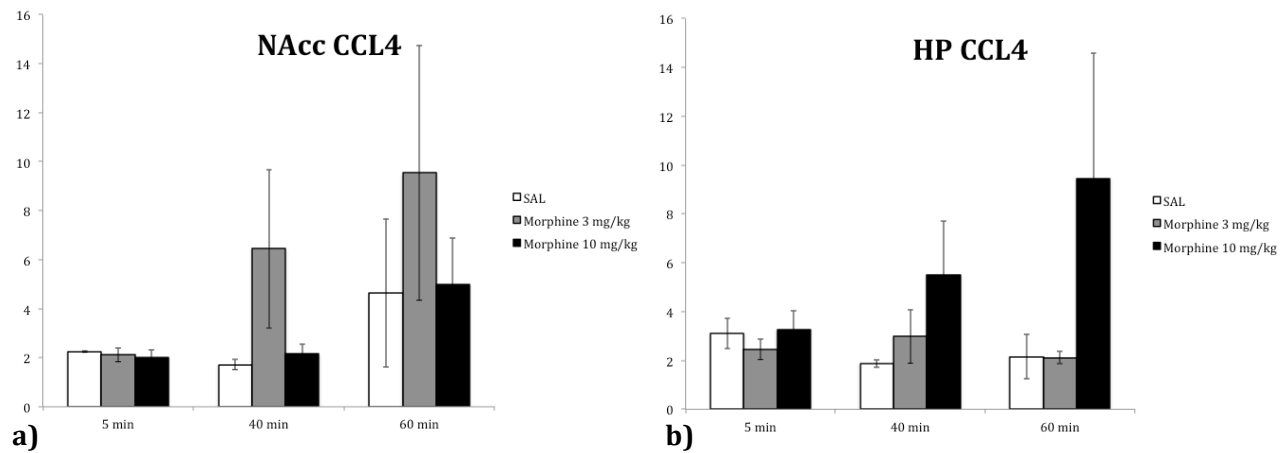 NAcc CCL4
16
14
12
10
8
6
4
2
0
5 min
40 min
60 min
SAL
Morphine 3 mg/kg
Morphine 10 mg/kg
a)
HP CCL4
16
14
12
10
8
6
4
2
0
5 min
40 min
60 min
SAL
Morphine 3 mg/kg
Morphine 10 mg/kg
b)